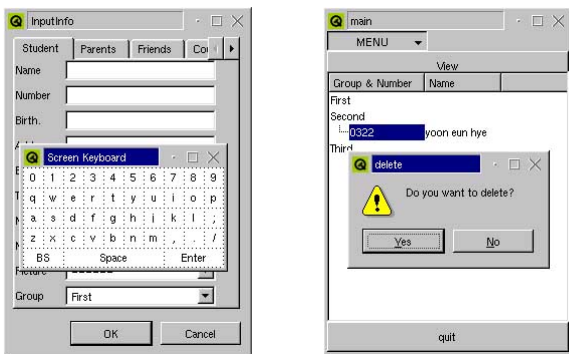 InputInfo
Student Parents Friends
Name
Number
Birth.
Screen Keyboard
0 1 2 3 4 5 6 7 8 9
q w e r t y u i o p
a s d f g h j k l ;
z x c v b n m , . /
BS Space Enter
Picture
Group First
OK Cancel
main
MENU
View
Group & Number Name
First
Second
0322 yoon eun hye
Third
delete
Do you want to delete?
Yes No
quit